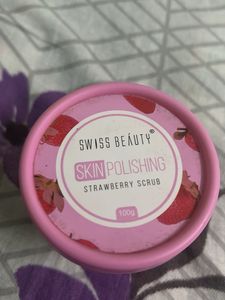 SWISS BEAUTY®
SKIN POLISHING
STRAWBERRY SCRUB
100g